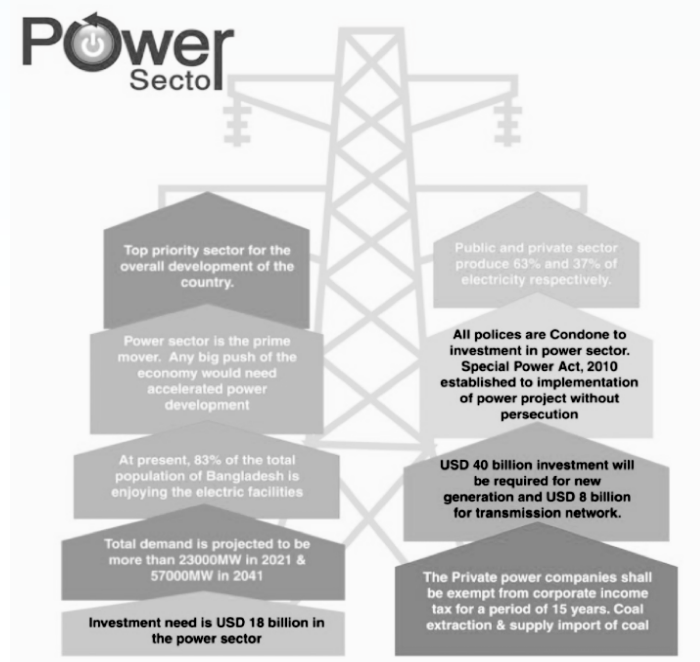 Power
Sector
Top priority sector for the
overall development of the
country.
Power sector is the prime
mover. Any big push of the
economy would need
accelerated power
development
At present, 83% of the total
population of Bangladesh is
enjoying the electric facilities
Total demand is projected to be
more than 23000MW in 2021 &
57000MW in 2041
Investment need is USD 18 billion in
the power sector
Public and private sector
produce 63% and 37% of
electricity respectively.
All polices are Condone to
investment in power sector.
Special Power Act, 2010
established to implementation
of power project without
persecution
USD 40 billion investment will
be required for new
generation and USD 8 billion
for transmission network.
The Private power companies shall
be exempt from corporate income
tax for a period of 15 years. Coal
extraction & supply import of coal